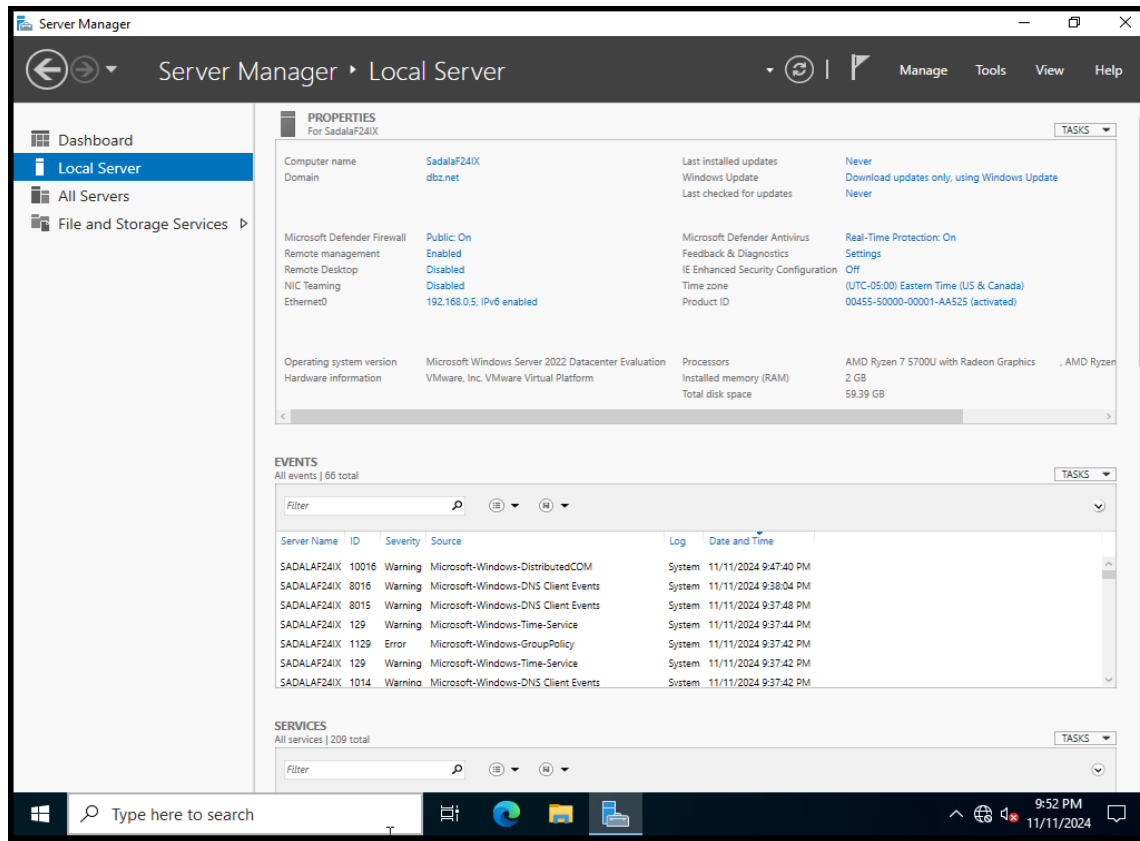 Server Manager
Server Manager ‣ Local Server
Manage Tools View Help
Dashboard
Local Server
All Servers
File and Storage Services
PROPERTIES
For SadalaF24IX
TASKS
Computer name SadalaF24IX Last installed updates Never
Domain dbz.net Windows Update Download updates only, using Windows Update
Last checked for updates Never
Microsoft Defender Firewall Public: On Microsoft Defender Antivirus Real-Time Protection: On
Remote management Enabled Feedback & Diagnostics Settings
Remote Desktop Disabled IE Enhanced Security Configuration Off
NIC Teaming Disabled Time zone (UTC-05:00) Eastern Time (US & Canada)
Ethernet0 192.168.0.5, IPv6 enabled Product ID 00455-50000-00001-AA525 (activated)
Operating system version Microsoft Windows Server 2022 Datacenter Evaluation Processors AMD Ryzen 7 5700U with Radeon Graphics , AMD Ryzen
Hardware information VMware, Inc. VMware Virtual Platform Installed memory (RAM) 2 GB
Total disk space 59.39 GB
EVENTS
All events | 66 total
TASKS
Filter
Server Name ID Severity Source Log Date and Time
SADALAF24IX 10016 Warning Microsoft-Windows-DistributedCOM System 11/11/2024 9:47:40 PM
SADALAF24IX 8016 Warning Microsoft-Windows-DNS Client Events System 11/11/2024 9:38:04 PM
SADALAF24IX 8015 Warning Microsoft-Windows-DNS Client Events System 11/11/2024 9:37:48 PM
SADALAF24IX 129 Warning Microsoft-Windows-Time-Service System 11/11/2024 9:37:44 PM
SADALAF24IX 1129 Error Microsoft-Windows-GroupPolicy System 11/11/2024 9:37:42 PM
SADALAF24IX 129 Warning Microsoft-Windows-Time-Service System 11/11/2024 9:37:42 PM
SADALAF24IX 1014 Warning Microsoft-Windows-DNS Client Events System 11/11/2024 9:37:42 PM
SERVICES
All services | 209 total
TASKS
Filter
Type here to search
9:52 PM
11/11/2024